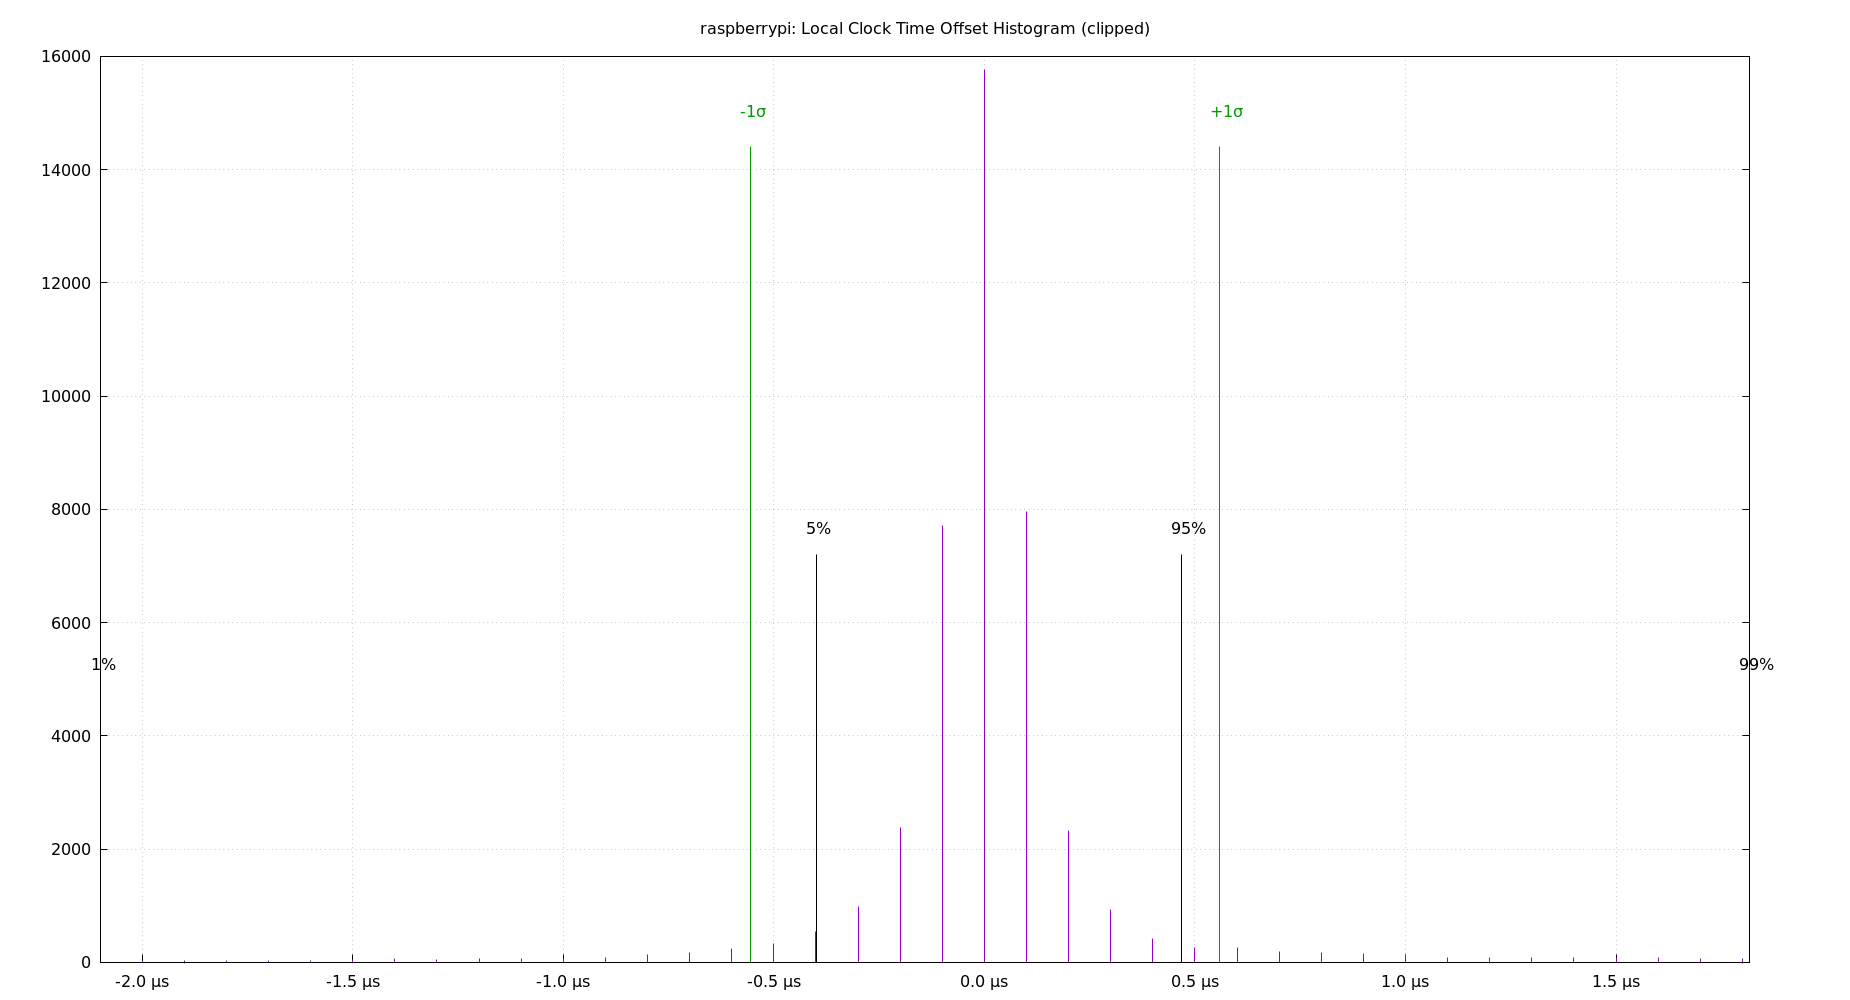 raspberrypi: Local Clock Time Offset Histogram (clipped)
16000
-1σ
+1σ
14000
12000
10000
8000
5%
95%
6000
1%
99%
4000
2000
0
-2.0 µs
-1.5 µs
-1.0 µs
-0.5 µs
0.0 µs
0.5 µs
1.0 µs
1.5 µs